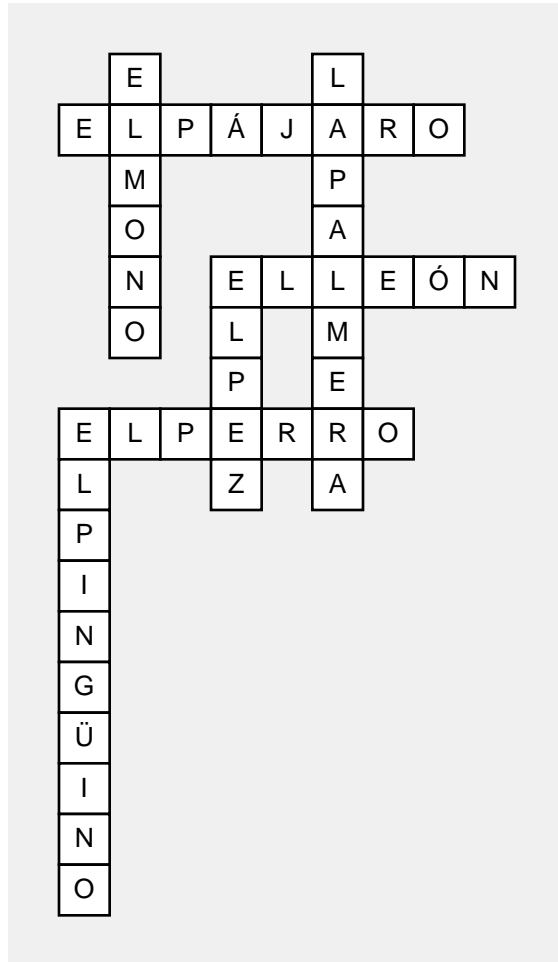 E L
E L P Á J A R O
M P
O A
N E L L E Ó N
O L M
P E
E L P E R R O
L Z A
P
I
N
G
Ü
I
N
O